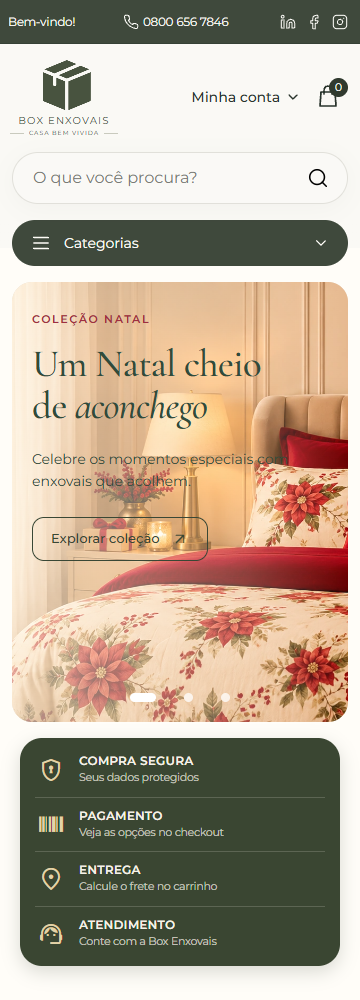 Bem-vindo!
0800 656 7846
BOX ENXOVAIS
CASA BEM VIVIDA
Minha conta
0
O que você procura?
Categorias
COLEÇÃO NATAL
Um Natal cheio
de aconchego
Celebre os momentos especiais com
enxovais que acolhem.
Explorar coleção
COMPRA SEGURA
Seus dados protegidos
PAGAMENTO
Veja as opções no checkout
ENTREGA
Calcule o frete no carrinho
ATENDIMENTO
Conte com a Box Enxovais